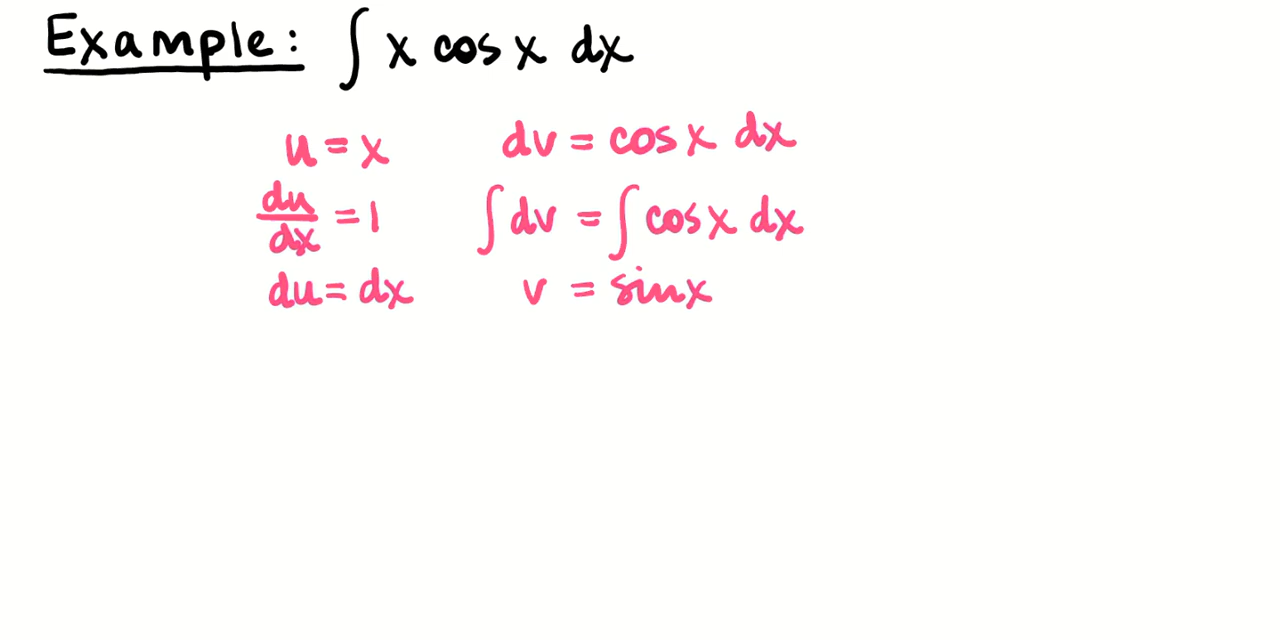 Example: ∫ x cos x dx
u = x dv = cos x dx
du/dx = 1 ∫ dv = ∫ cos x dx
du = dx v = sin x